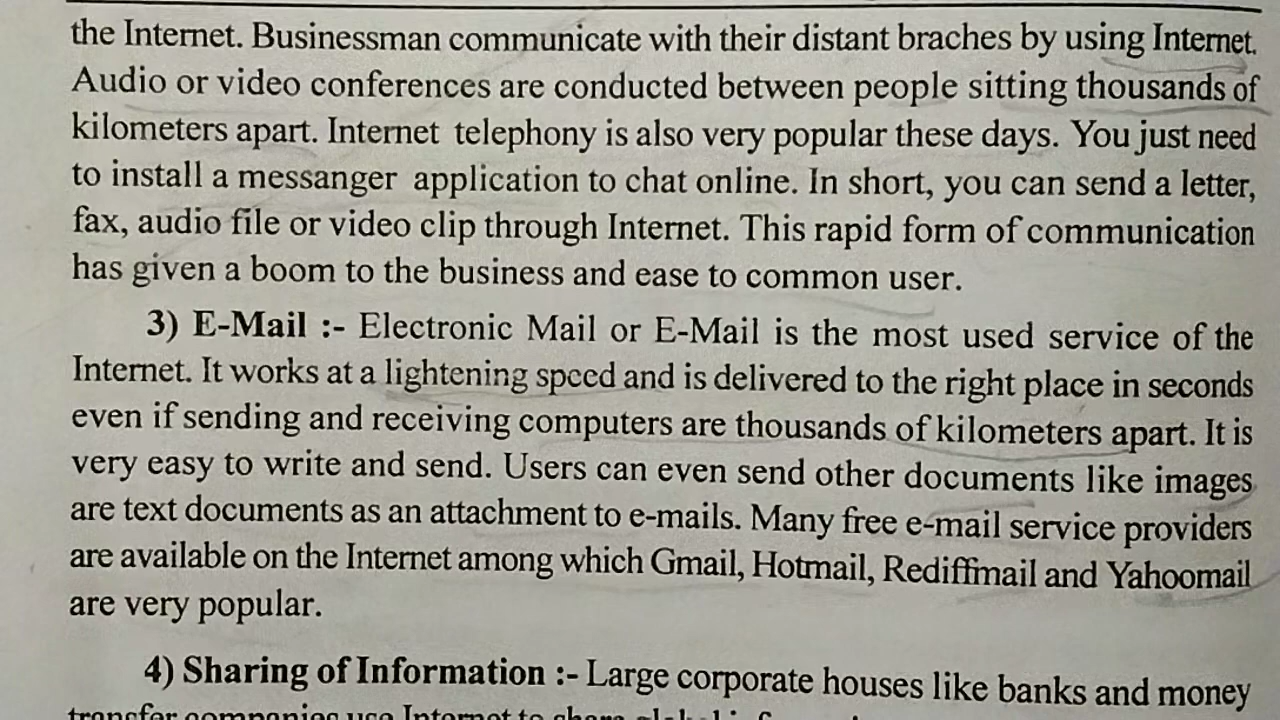 the Internet. Businessman communicate with their distant braches by using Internet.
Audio or video conferences are conducted between people sitting thousands of
kilometers apart. Internet telephony is also very popular these days. You just need
to install a messanger application to chat online. In short, you can send a letter,
fax, audio file or video clip through Internet. This rapid form of communication
has given a boom to the business and ease to common user.
3) E-Mail :- Electronic Mail or E-Mail is the most used service of the
Internet. It works at a lightening speed and is delivered to the right place in seconds
even if sending and receiving computers are thousands of kilometers apart. It is
very easy to write and send. Users can even send other documents like images
are text documents as an attachment to e-mails. Many free e-mail service providers
are available on the Internet among which Gmail, Hotmail, Rediffmail and Yahoomail
are very popular.
4) Sharing of Information :- Large corporate houses like banks and money
transfer companies use Internet to share